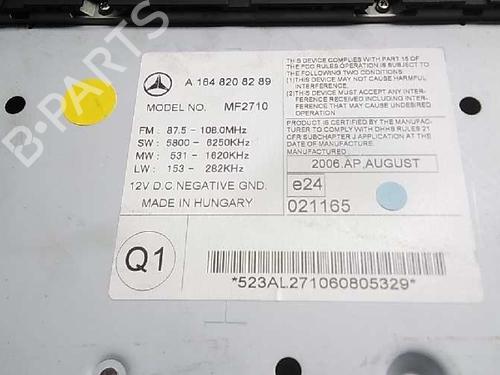 A 164 820 82 89
MODEL NO. MF2710
FM : 87.5 - 108.0MHz
SW : 5800 - 6250KHz
MW : 531 - 1620KHz
LW : 153 - 282KHz
12V D.C. NEGATIVE GND.
MADE IN HUNGARY
THIS DEVICE COMPLIES WITH PART 15 OF
THE FCC RULES OPERATION IS SUBJECT TO
THE FOLLOWING TWO CONDITIONS:
(1) THIS DEVICE MAY NOT CAUSE HARMFUL
INTERFERENCE.
(2) THIS DEVICE MUST ACCEPT ANY INTER-
FERENCE RECEIVED, INCLUDING INTER-
FERENCE THAT MAY CAUSE UNDESIRED
OPERATION.
PRODUCT IS CERTIFIED BY THE MANUFAC-
TURER TO COMPLY WITH DHHS RULES 21
CFR SUBCHAPTER J APPLICATION AT THE
DATE OF MANUFACTURE.
MANUFACTURED:
2006.AP,AUGUST
e24
021165
Q1
*523AL271060805329*
B-PARTS